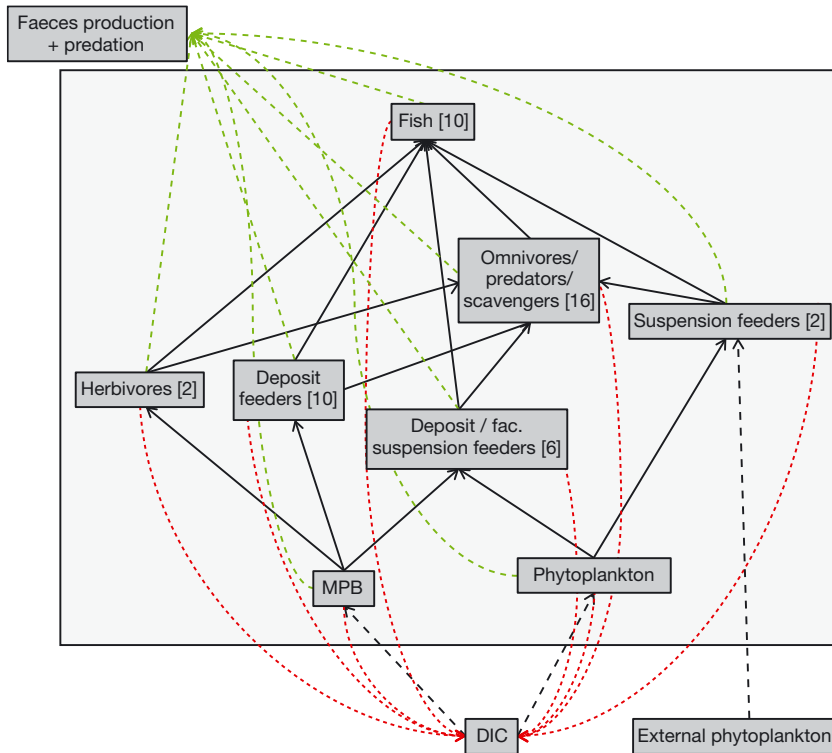 Faeces production
+ predation
Fish [10]
Omnivores/
predators/
scavengers [16]
Suspension feeders [2]
Herbivores [2]
Deposit
feeders [10]
Deposit / fac.
suspension feeders [6]
MPB
Phytoplankton
DIC
External phytoplankton